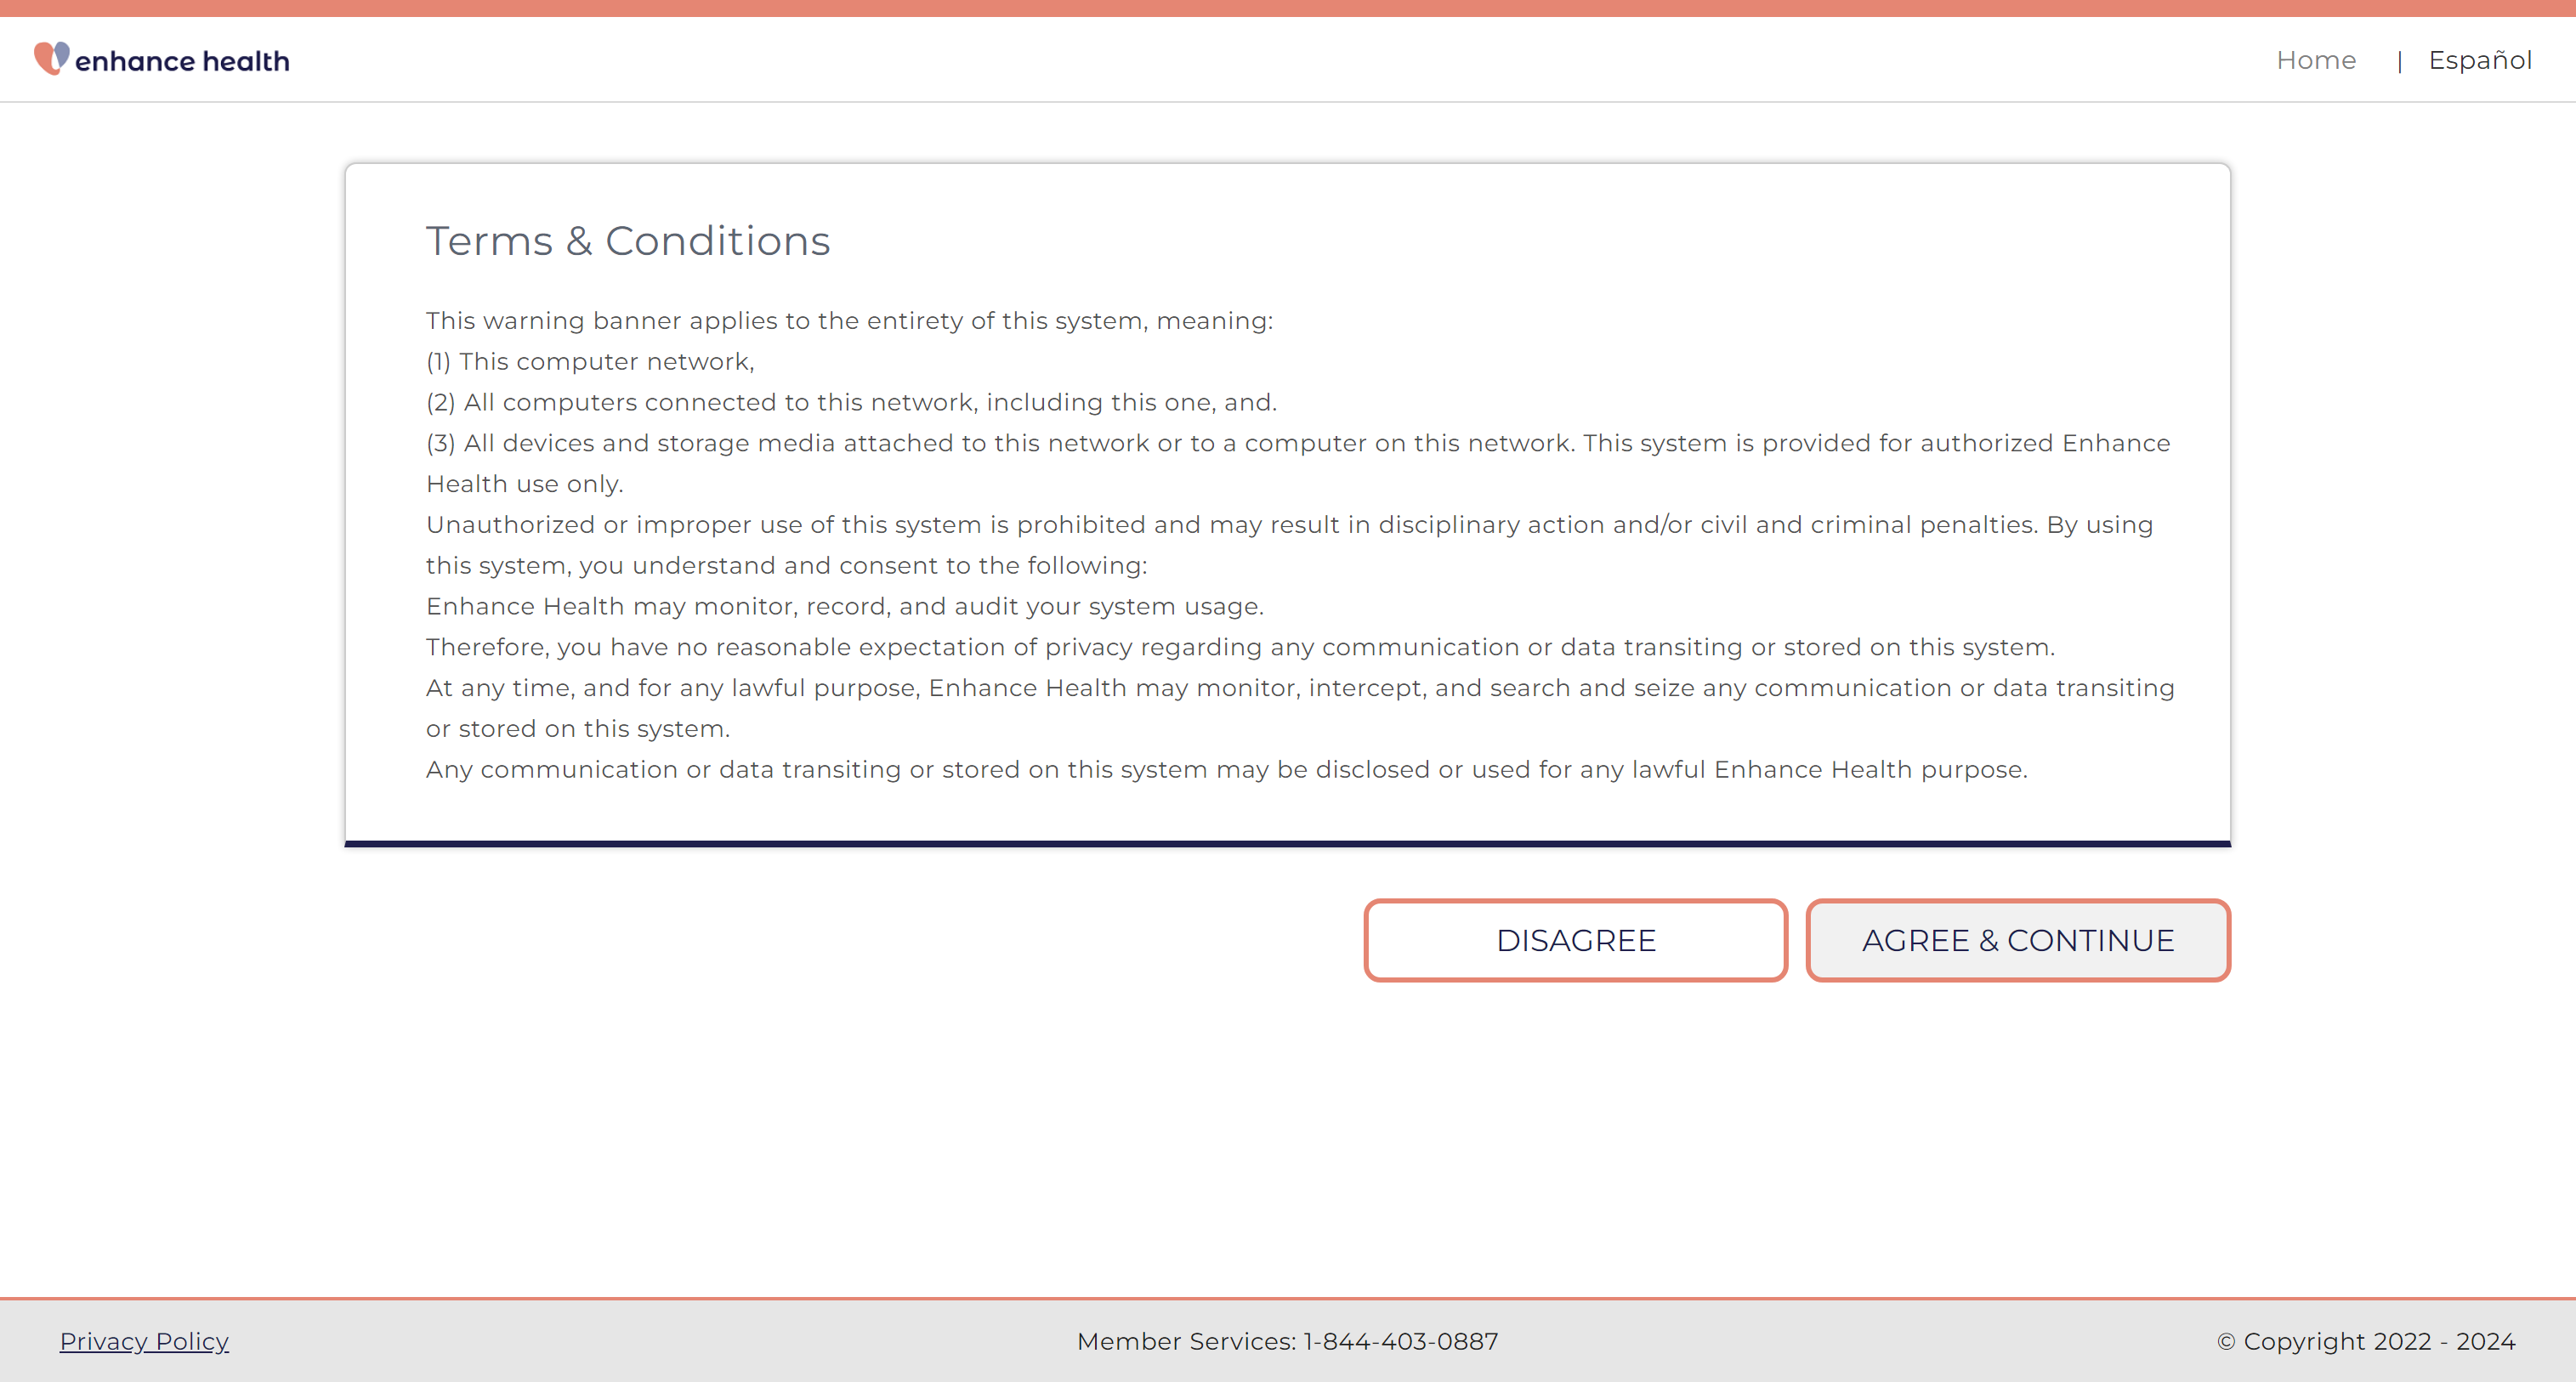 enhance health
Home | Español
Terms & Conditions
This warning banner applies to the entirety of this system, meaning:
(1) This computer network,
(2) All computers connected to this network, including this one, and.
(3) All devices and storage media attached to this network or to a computer on this network. This system is provided for authorized Enhance
Health use only.
Unauthorized or improper use of this system is prohibited and may result in disciplinary action and/or civil and criminal penalties. By using
this system, you understand and consent to the following:
Enhance Health may monitor, record, and audit your system usage.
Therefore, you have no reasonable expectation of privacy regarding any communication or data transiting or stored on this system.
At any time, and for any lawful purpose, Enhance Health may monitor, intercept, and search and seize any communication or data transiting
or stored on this system.
Any communication or data transiting or stored on this system may be disclosed or used for any lawful Enhance Health purpose.
DISAGREE
AGREE & CONTINUE
Privacy Policy
Member Services: 1-844-403-0887
© Copyright 2022 - 2024